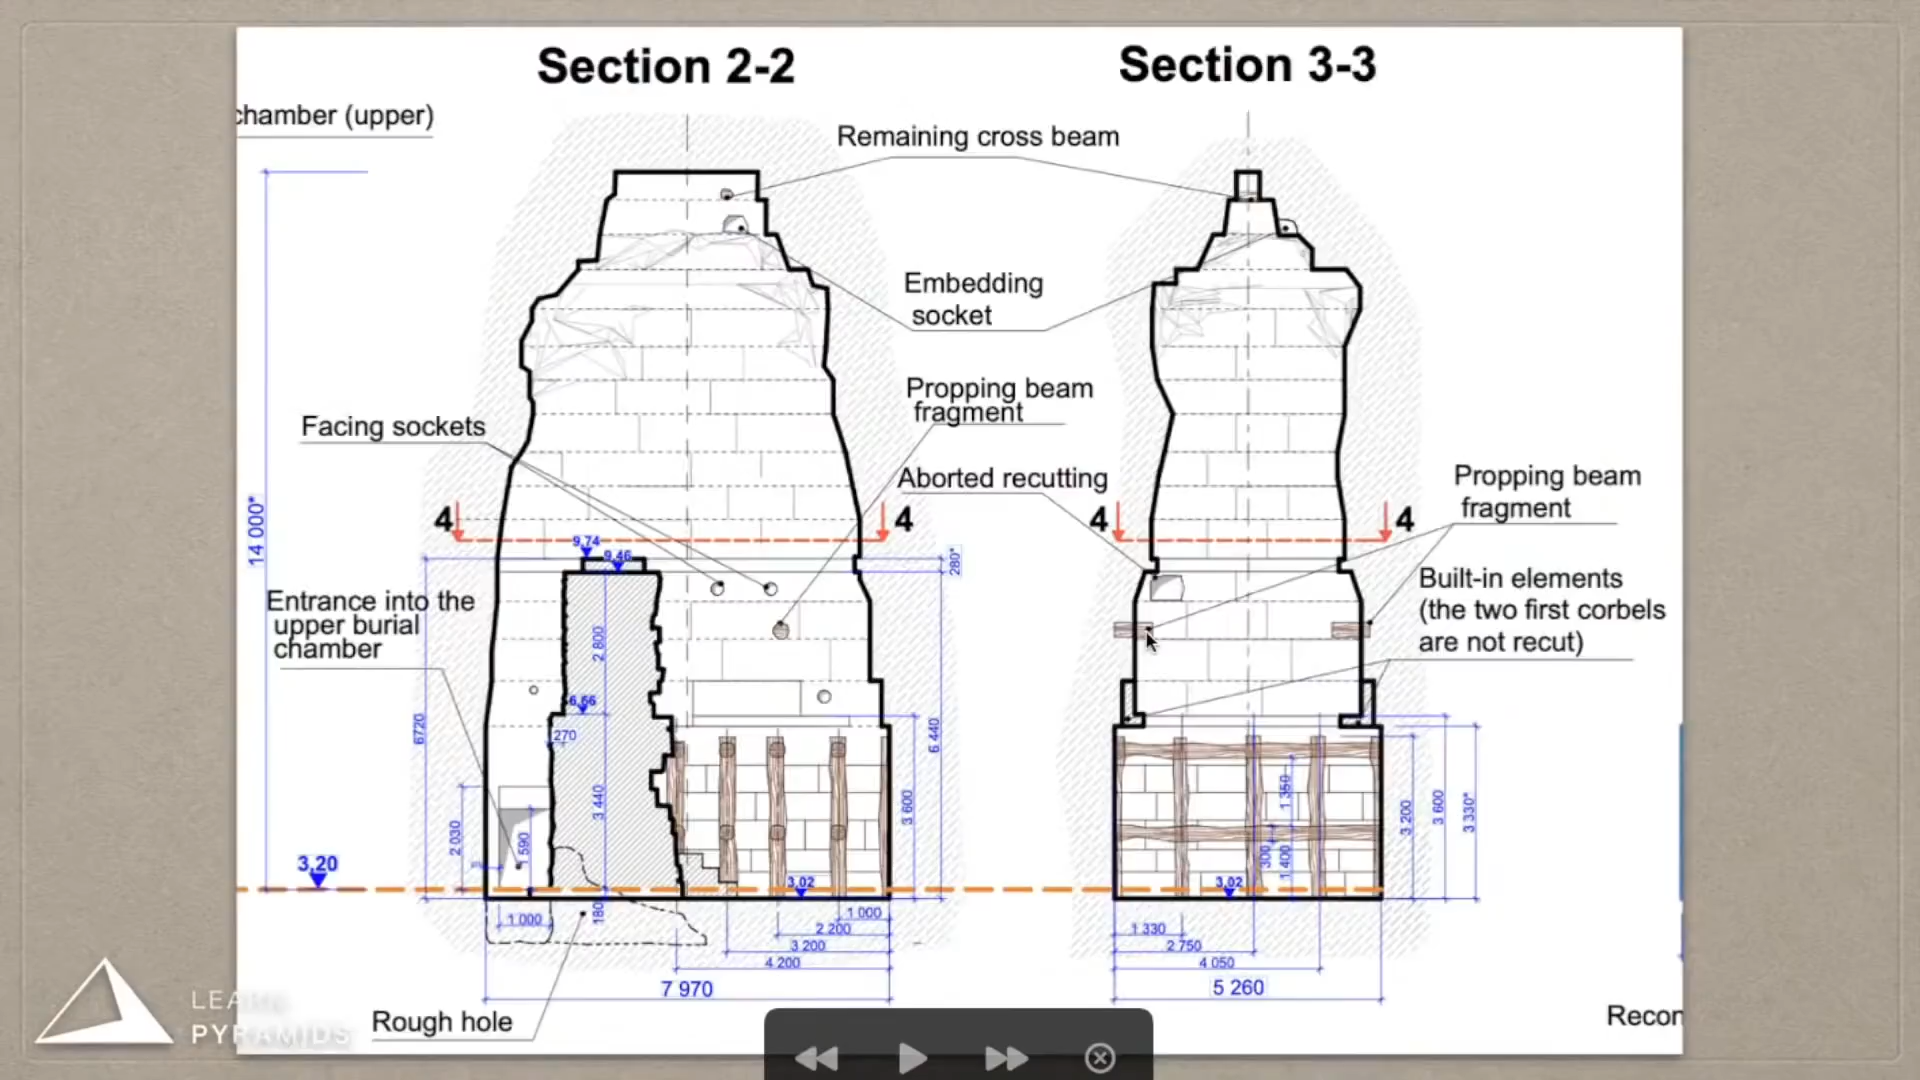 Section 2-2
Section 3-3
chamber (upper)
Remaining cross beam
Embedding
socket
Propping beam
fragment
Facing sockets
Aborted recutting
Propping beam
fragment
4
4
4
4
14 000*
9,74
9,46
280*
Built-in elements
(the two first corbels
are not recut)
Entrance into the
upper burial
chamber
2 800
6,66
6720
270
6 440
3 440
3 600
2 030
590
1 350
3 200
3 600
3 330*
300
1 400
3,20
3,02
3,02
1 000
180
1 000
2 200
3 200
4 200
7 970
1 330
2 750
4 050
5 260
Rough hole
Recon
LEARN
PYRAMIDS